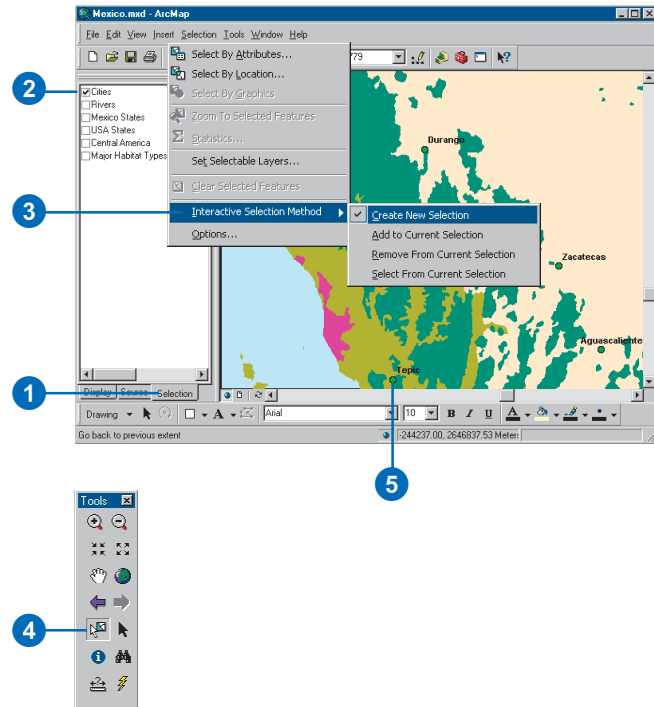 Mexico.mxd - ArcMap
File Edit View Insert Selection Tools Window Help
779
2
Cities
Rivers
Mexico States
USA States
Central America
Major Habitat Types
Select By Attributes...
Select By Location...
Select By Graphics
Zoom To Selected Features
Statistics...
Set Selectable Layers...
Clear Selected Features
3
Interactive Selection Method
Options...
Create New Selection
Add to Current Selection
Remove From Current Selection
Select From Current Selection
Durango
Zacatecas
Aguascaliente
Tepic
1
Display Source Selection
Drawing A Arial 10 B I U A
Go back to previous extent -244237.00, 2646837.53 Meters
5
Tools
4